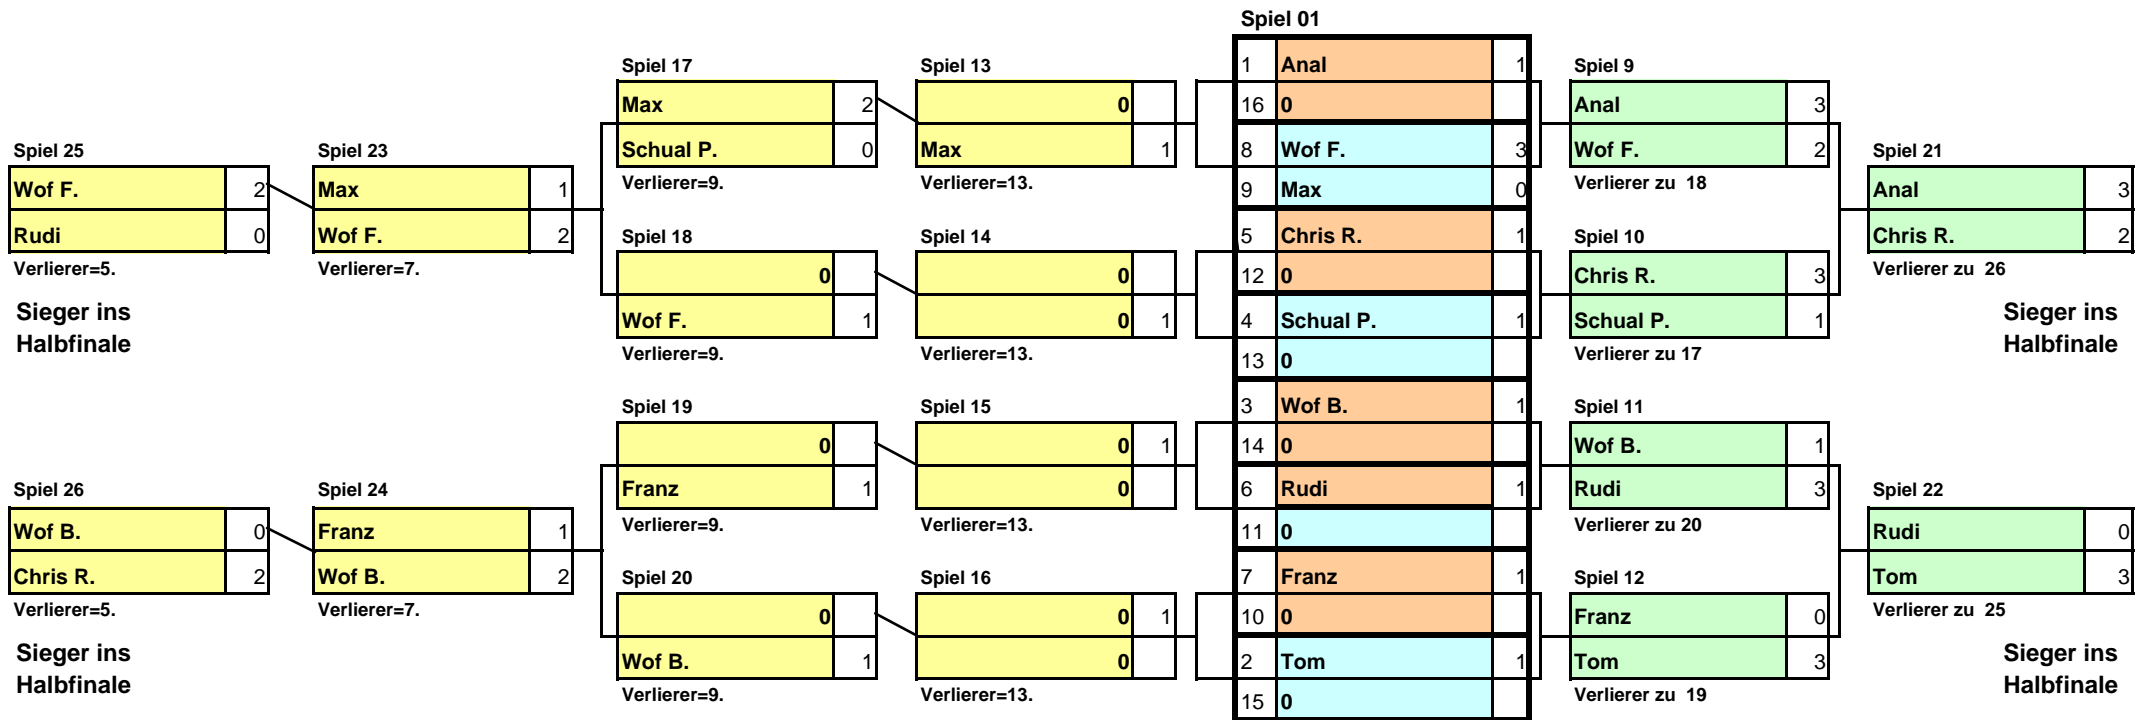 Spiel 01
Spiel 17
Spiel 13
1 Anal 1
Spiel 9
Max 2
0
16 0
Anal 3
Spiel 25
Spiel 23
Schual P. 0
Max 1
8 Wof F. 3
Wof F. 2
Spiel 21
Wof F. 2
Max 1
Verlierer=9.
Verlierer=13.
9 Max 0
Verlierer zu 18
Anal 3
Rudi 0
Wof F. 2
Spiel 18
Spiel 14
5 Chris R. 1
Spiel 10
Chris R. 2
Verlierer=5.
Verlierer=7.
0
0
12 0
Chris R. 3
Verlierer zu 26
Sieger ins
Halbfinale
Wof F. 1
0 1
4 Schual P. 1
Schual P. 1
Sieger ins
Halbfinale
Verlierer=9.
Verlierer=13.
13 0
Verlierer zu 17
Spiel 19
Spiel 15
3 Wof B. 1
Spiel 11
0
0 1
14 0
Wof B. 1
Spiel 26
Spiel 24
Franz 1
0
6 Rudi 1
Rudi 3
Spiel 22
Wof B. 0
Franz 1
Verlierer=9.
Verlierer=13.
11 0
Verlierer zu 20
Rudi 0
Chris R. 2
Wof B. 2
Spiel 20
Spiel 16
7 Franz 1
Spiel 12
Tom 3
Verlierer=5.
Verlierer=7.
0
0 1
10 0
Franz 0
Verlierer zu 25
Sieger ins
Halbfinale
Wof B. 1
0
2 Tom 1
Tom 3
Sieger ins
Halbfinale
Verlierer=9.
Verlierer=13.
15 0
Verlierer zu 19